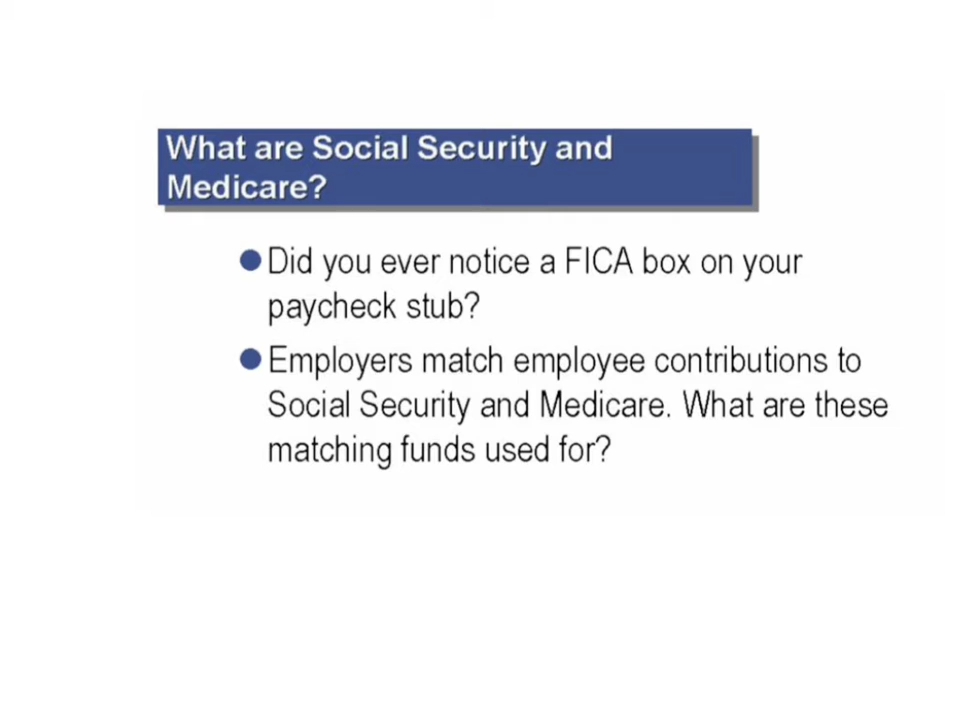 What are Social Security and
Medicare?
Did you ever notice a FICA box on your
paycheck stub?
Employers match employee contributions to
Social Security and Medicare. What are these
matching funds used for?